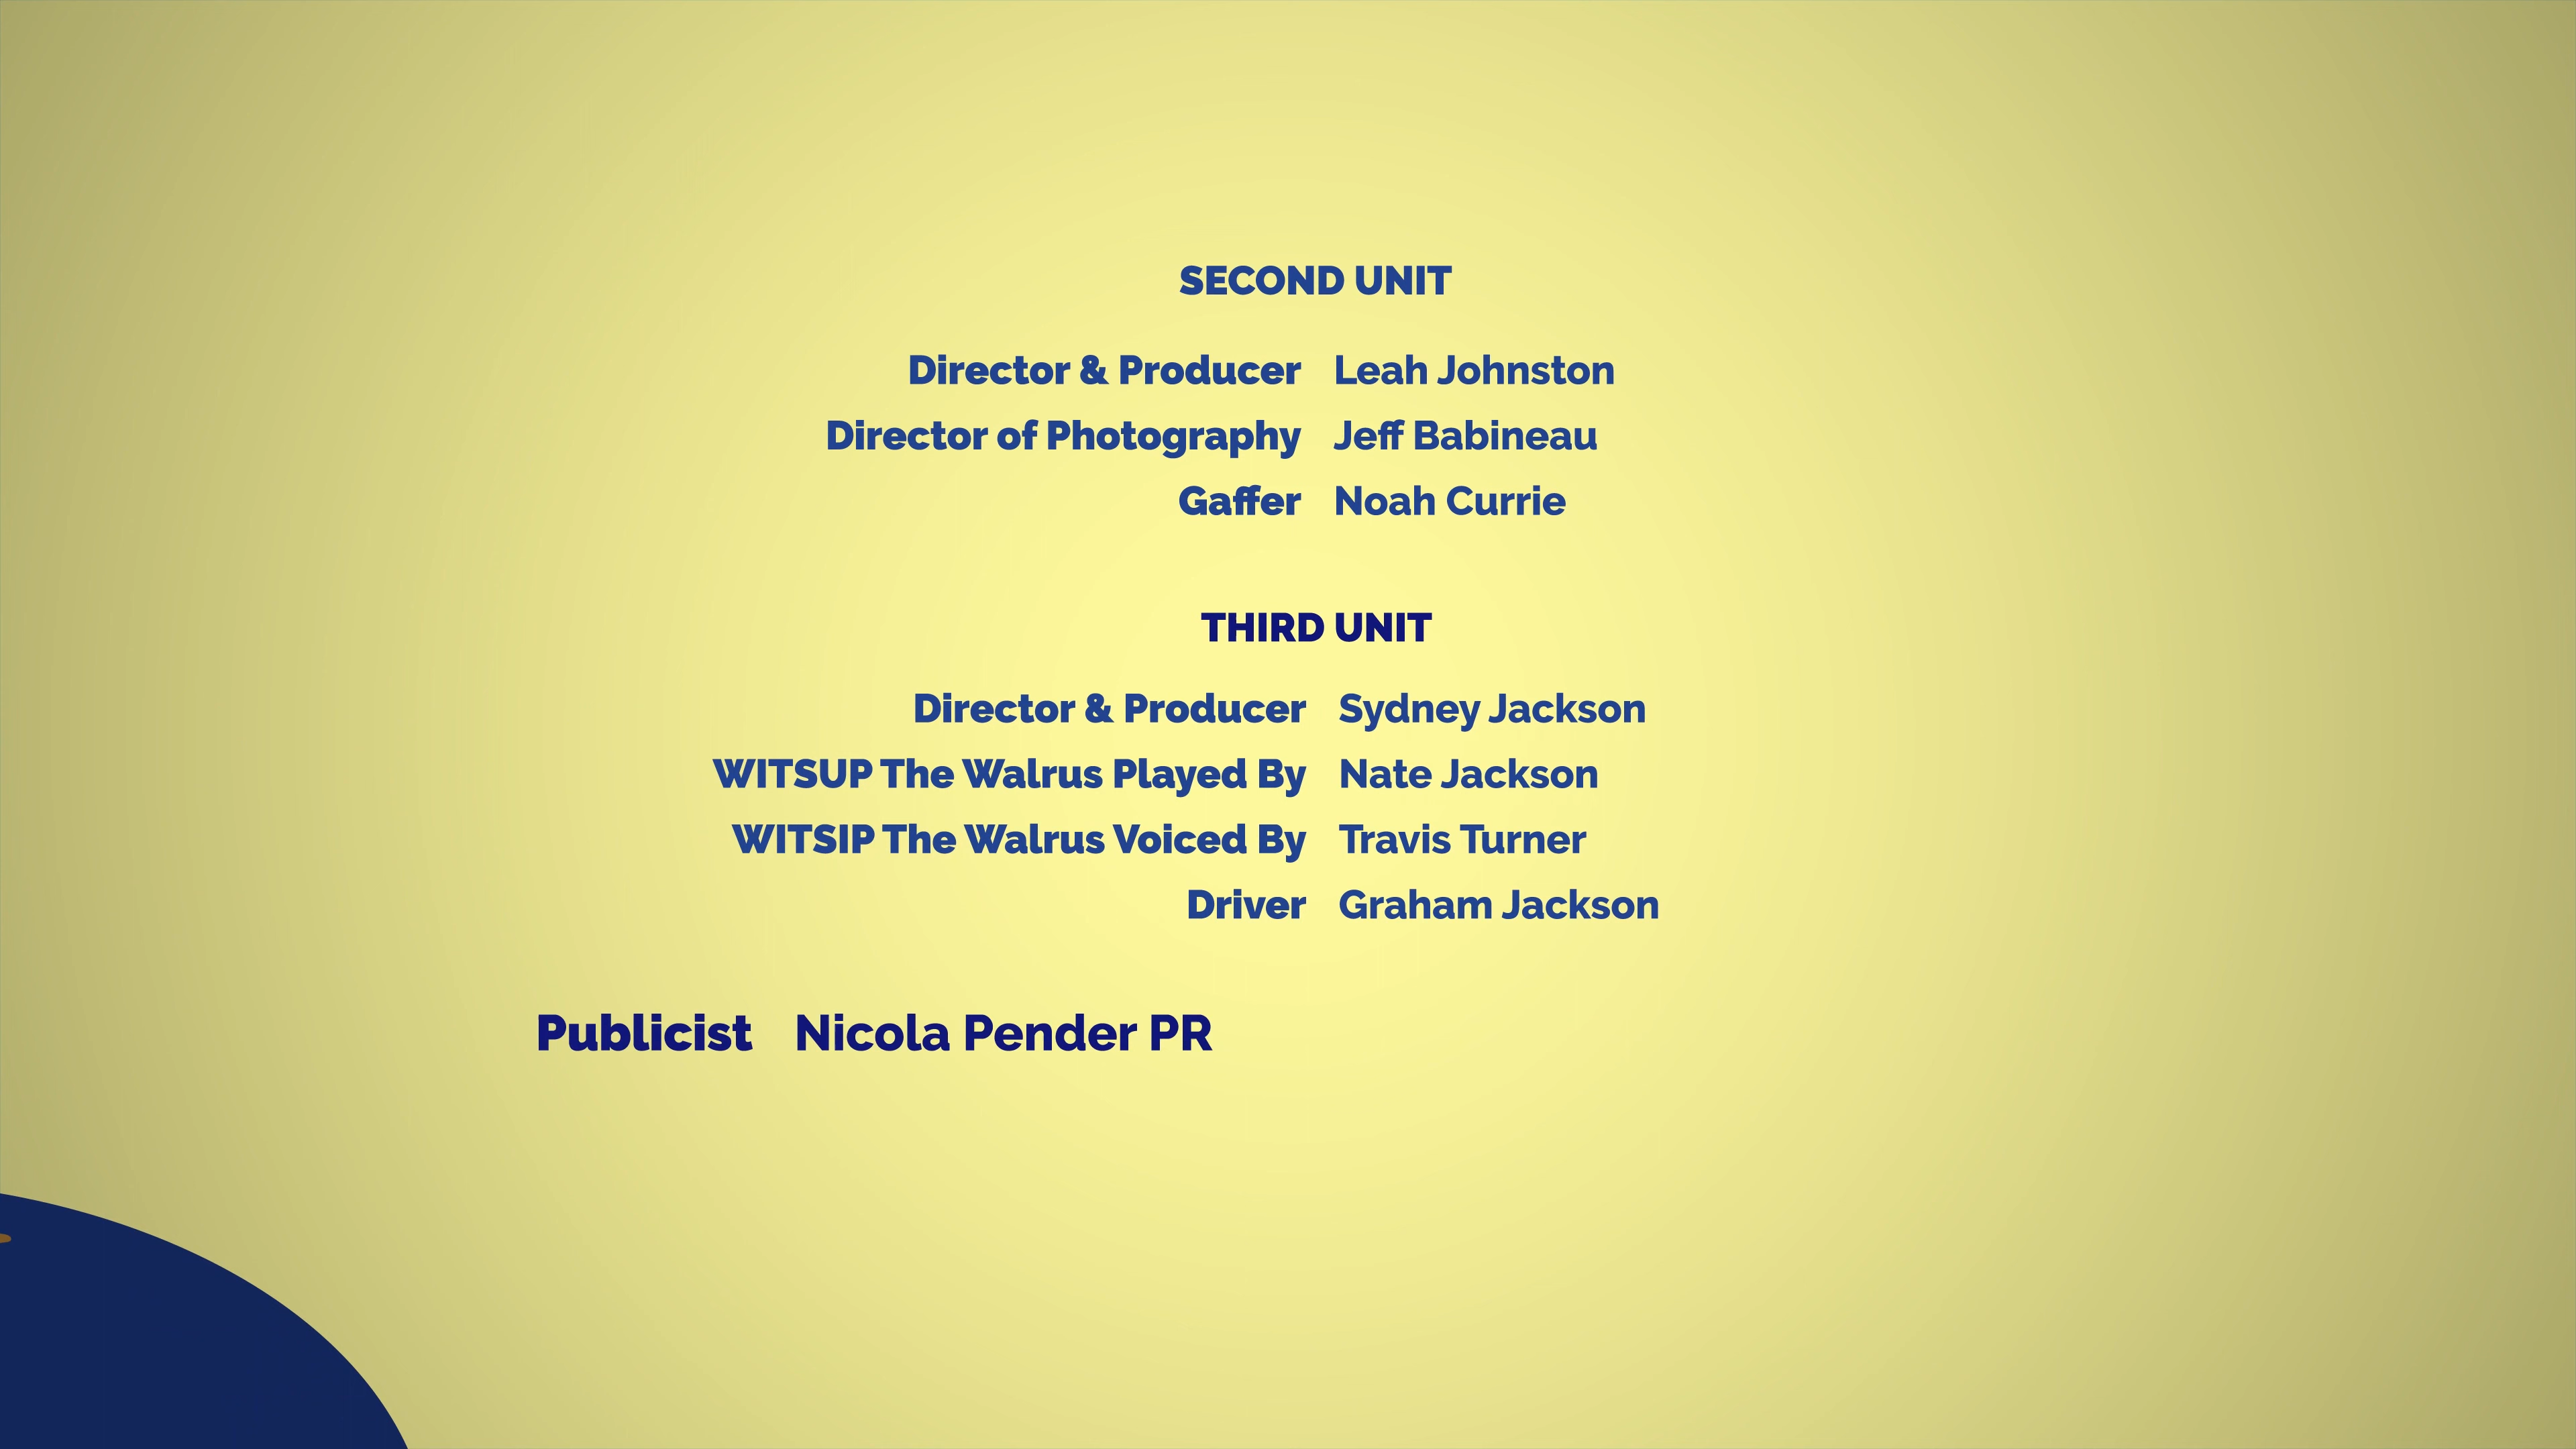 SECOND UNIT
Director & Producer Leah Johnston
Director of Photography Jeff Babineau
Gaffer Noah Currie
THIRD UNIT
Director & Producer Sydney Jackson
WITSUP The Walrus Played By Nate Jackson
WITSIP The Walrus Voiced By Travis Turner
Driver Graham Jackson
Publicist Nicola Pender PR